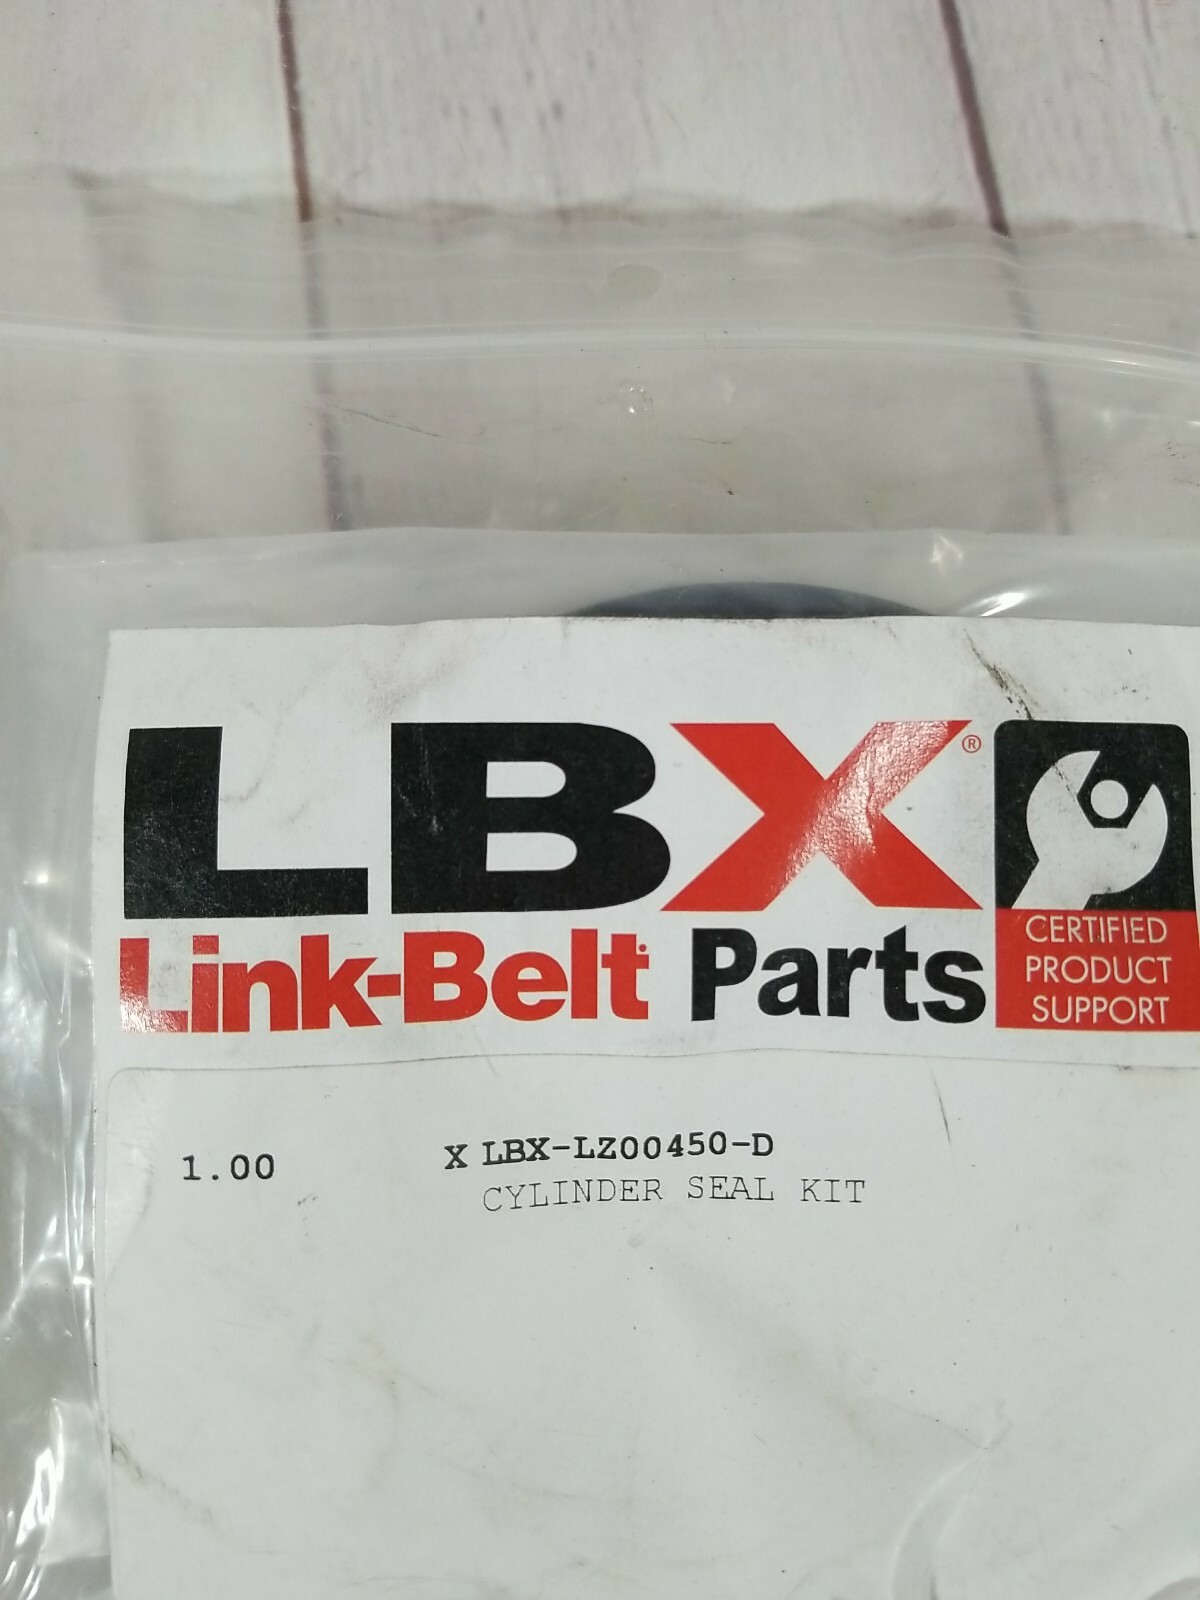 LBX®
Link-Belt® Parts
CERTIFIED
PRODUCT
SUPPORT
1.00 X LBX-LZ00450-D
CYLINDER SEAL KIT